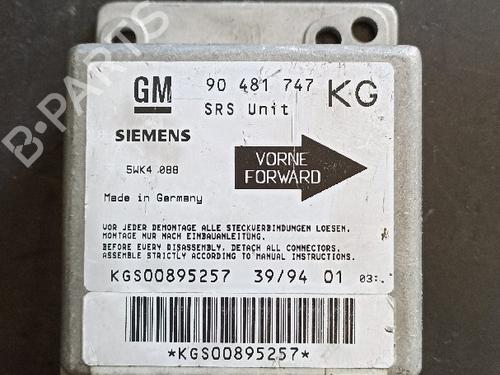 GM 90 481 747 KG
SRS Unit
SIEMENS
5WK4 088
VORNE
FORWARD
Made in Germany
VOR JEDER DEMONTAGE ALLE STECKVERBINDUNGEN LOESEN.
MONTAGE NUR NACH EINBAUANLEITUNG.
BEFORE EVERY DISASSEMBLY, DETACH ALL CONNECTORS.
ASSEMBLE STRICTLY ACCORDING TO MANUAL INSTRUCTIONS.
KGS00895257 39/94 01 03:.
*KGS00895257*
B-PARTS